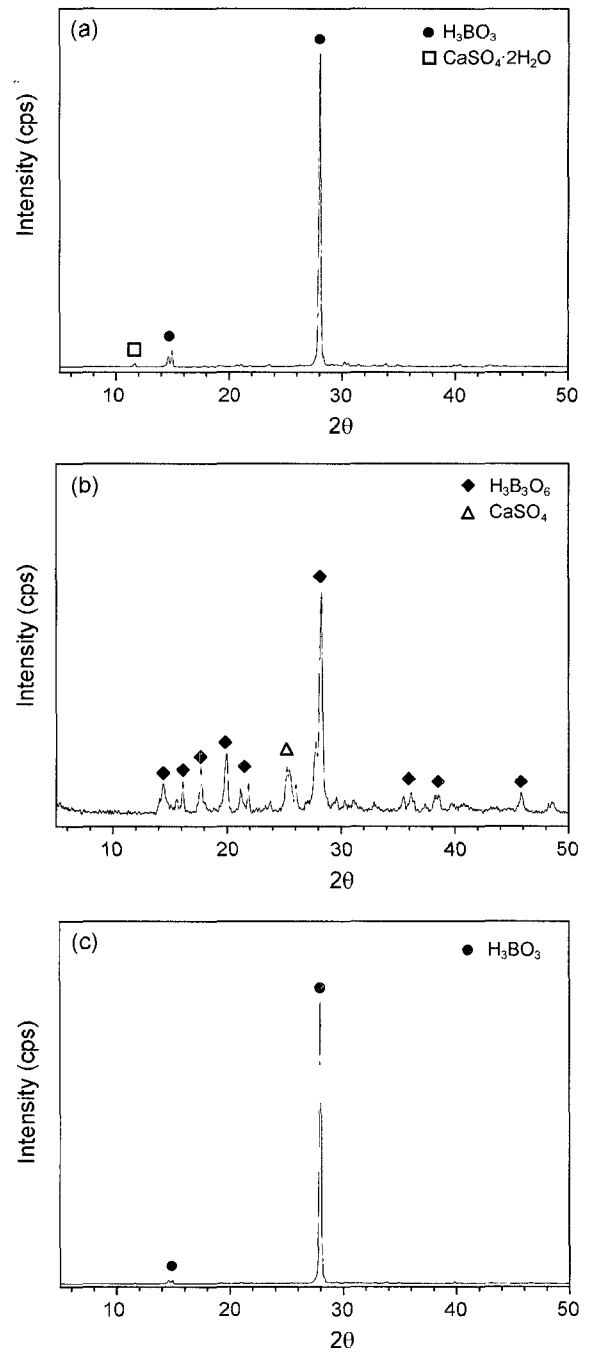 (a)
● H₃BO₃
□ CaSO₄·2H₂O
Intensity (cps)
10 20 30 40 50
2θ
(b)
◆ H₃B₃O₆
△ CaSO₄
Intensity (cps)
10 20 30 40 50
2θ
(c)
● H₃BO₃
Intensity (cps)
10 20 30 40 50
2θ